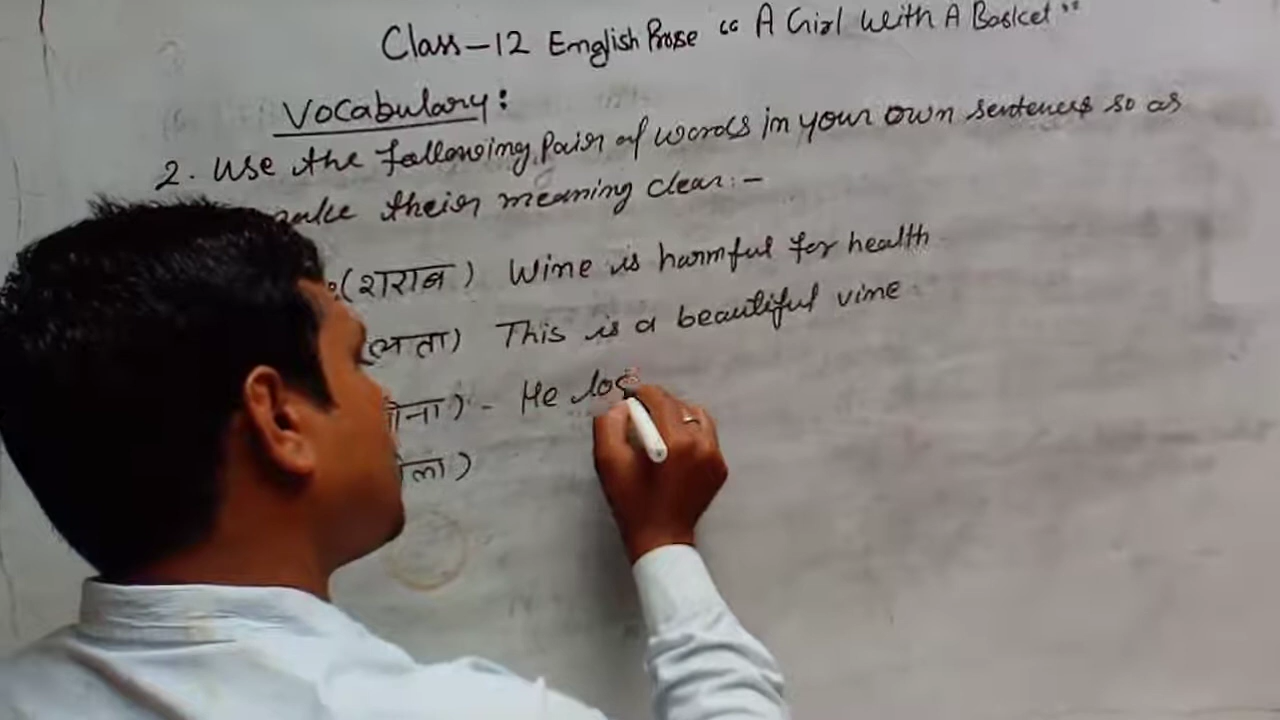 Class-12 English Prose "A Girl With A Basket"
Vocabulary:
2. Use the following pair of words in your own sentences so as
make their meaning clear:-
:(शराब) Wine is harmful for health
(लता) This is a beautiful vine
) - He los
)